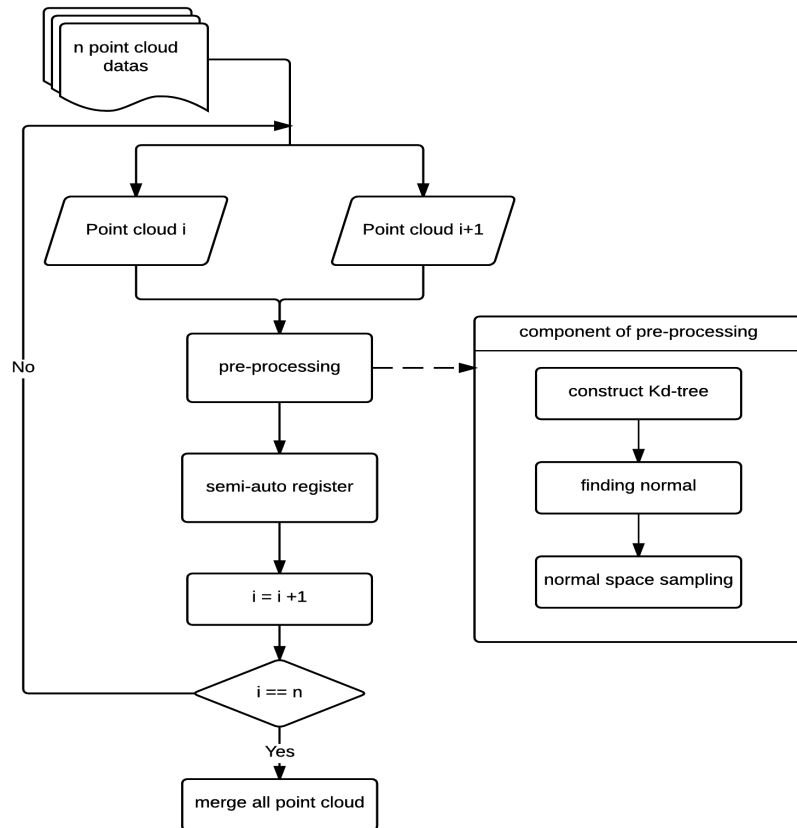 n point cloud
datas
Point cloud i
Point cloud i+1
No
pre-processing
component of pre-processing
construct Kd-tree
semi-auto register
finding normal
i = i +1
normal space sampling
i == n
Yes
merge all point cloud